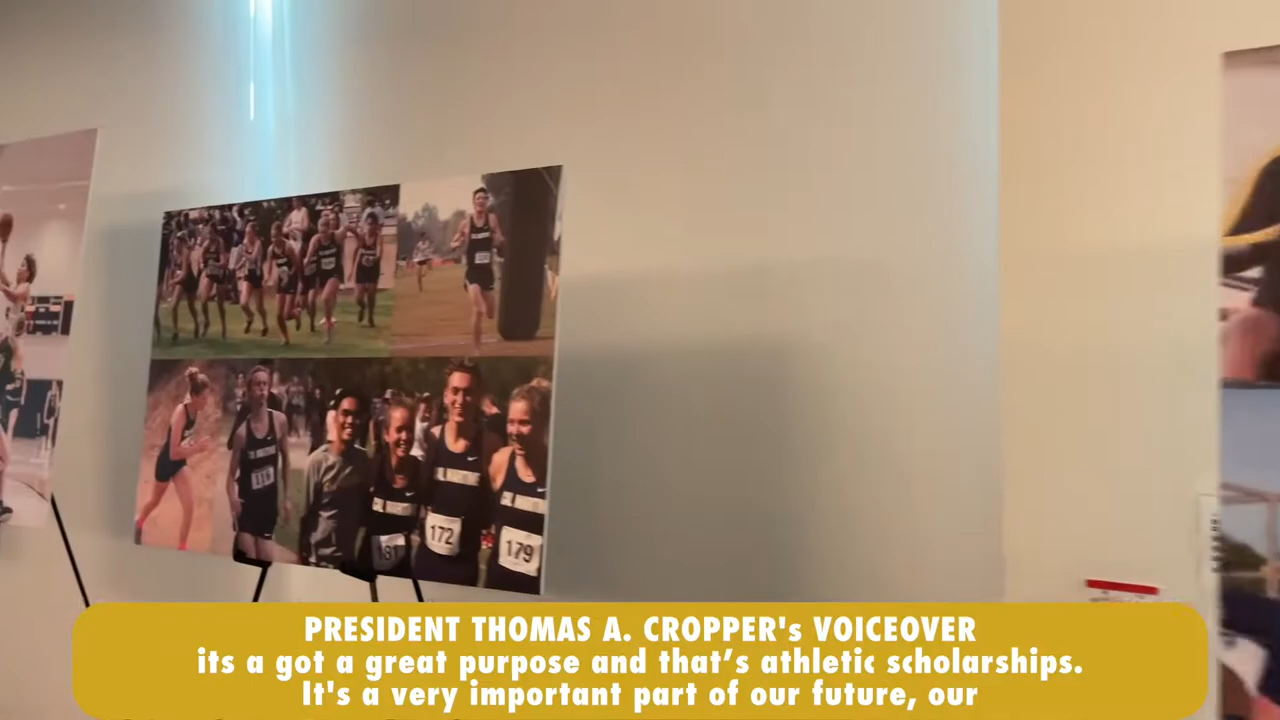 172
179
PRESIDENT THOMAS A. CROPPER's VOICEOVER
its a got a great purpose and that’s athletic scholarships.
It's a very important part of our future, our